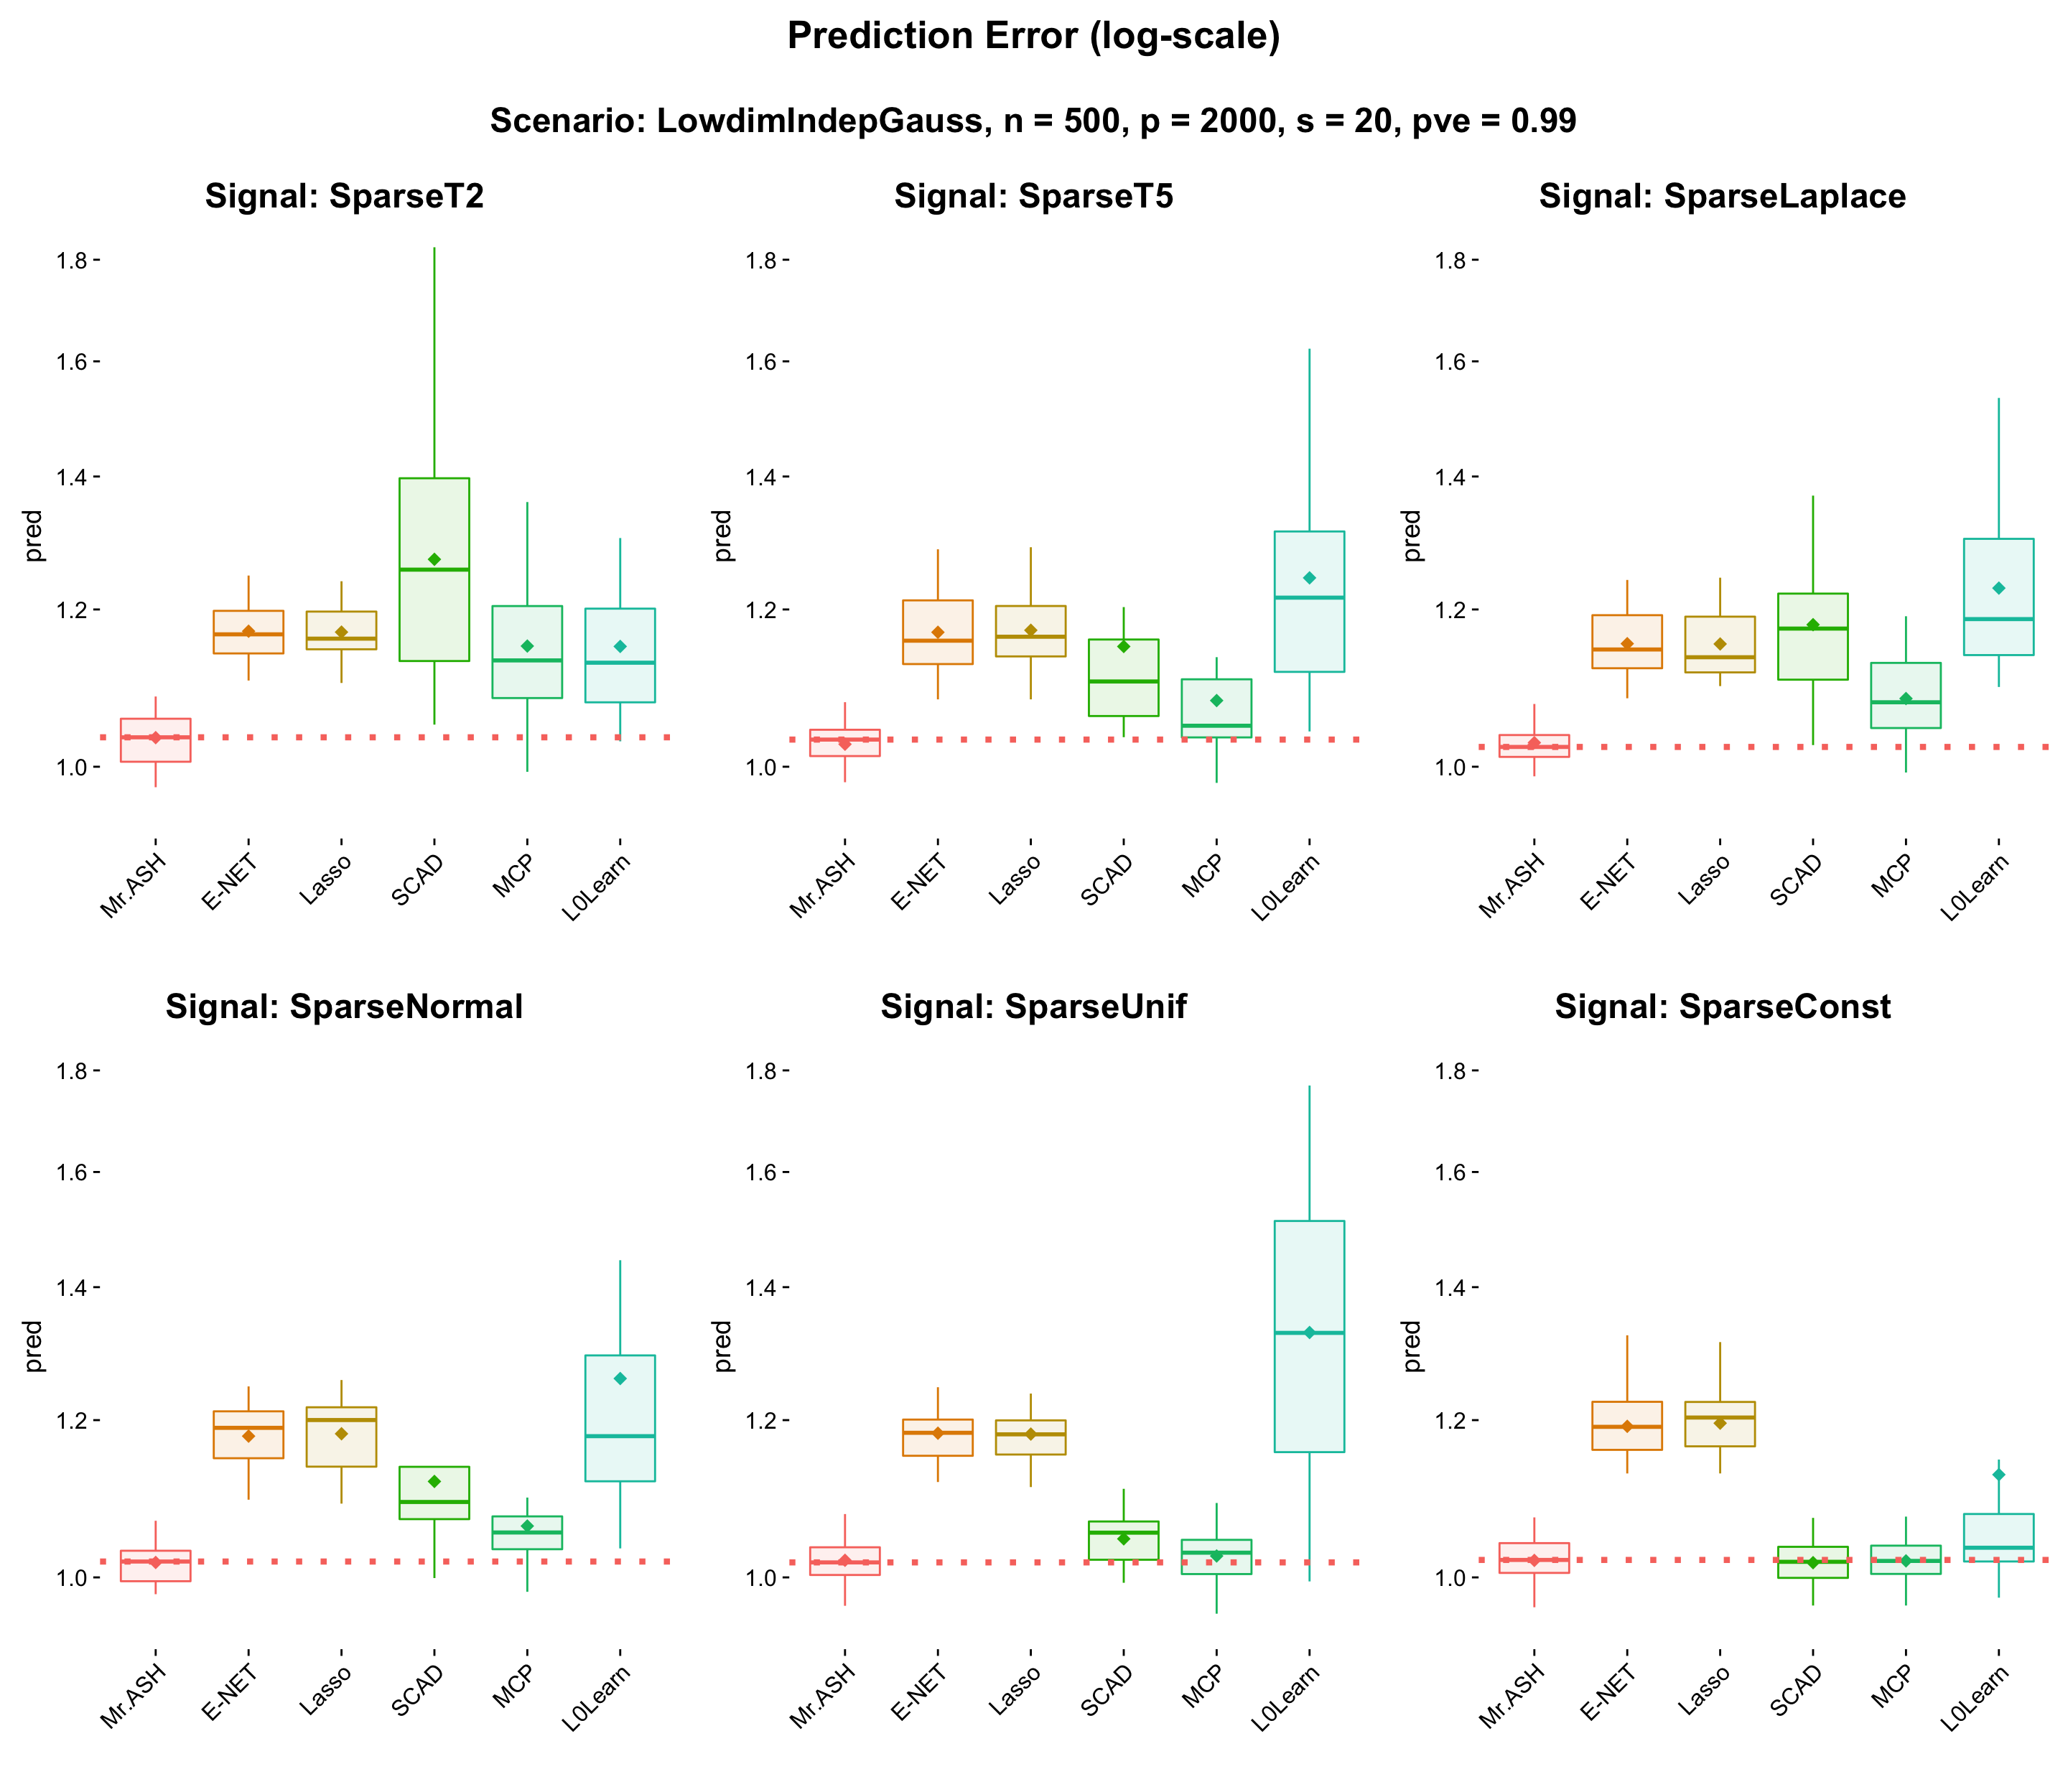 Prediction Error (log-scale)
Scenario: LowdimIndepGauss, n = 500, p = 2000, s = 20, pve = 0.99
Signal: SparseT2
pred
1.8
1.6
1.4
1.2
1.0
Mr.ASH
E-NET
Lasso
SCAD
MCP
L0Learn
Signal: SparseT5
pred
1.8
1.6
1.4
1.2
1.0
Mr.ASH
E-NET
Lasso
SCAD
MCP
L0Learn
Signal: SparseLaplace
pred
1.8
1.6
1.4
1.2
1.0
Mr.ASH
E-NET
Lasso
SCAD
MCP
L0Learn
Signal: SparseNormal
pred
1.8
1.6
1.4
1.2
1.0
Mr.ASH
E-NET
Lasso
SCAD
MCP
L0Learn
Signal: SparseUnif
pred
1.8
1.6
1.4
1.2
1.0
Mr.ASH
E-NET
Lasso
SCAD
MCP
L0Learn
Signal: SparseConst
pred
1.8
1.6
1.4
1.2
1.0
Mr.ASH
E-NET
Lasso
SCAD
MCP
L0Learn